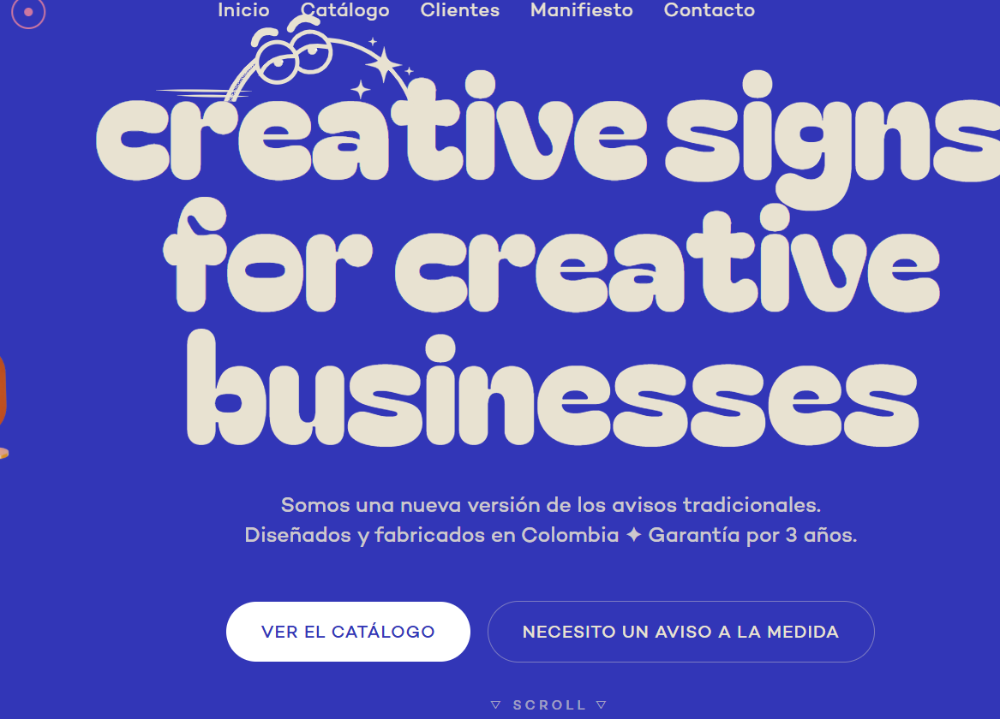 Inicio Catálogo Clientes Manifiesto Contacto
creative signs
for creative
businesses
Somos una nueva versión de los avisos tradicionales.
Diseñados y fabricados en Colombia ✦ Garantía por 3 años.
VER EL CATÁLOGO
NECESITO UN AVISO A LA MEDIDA
▽ SCROLL ▽